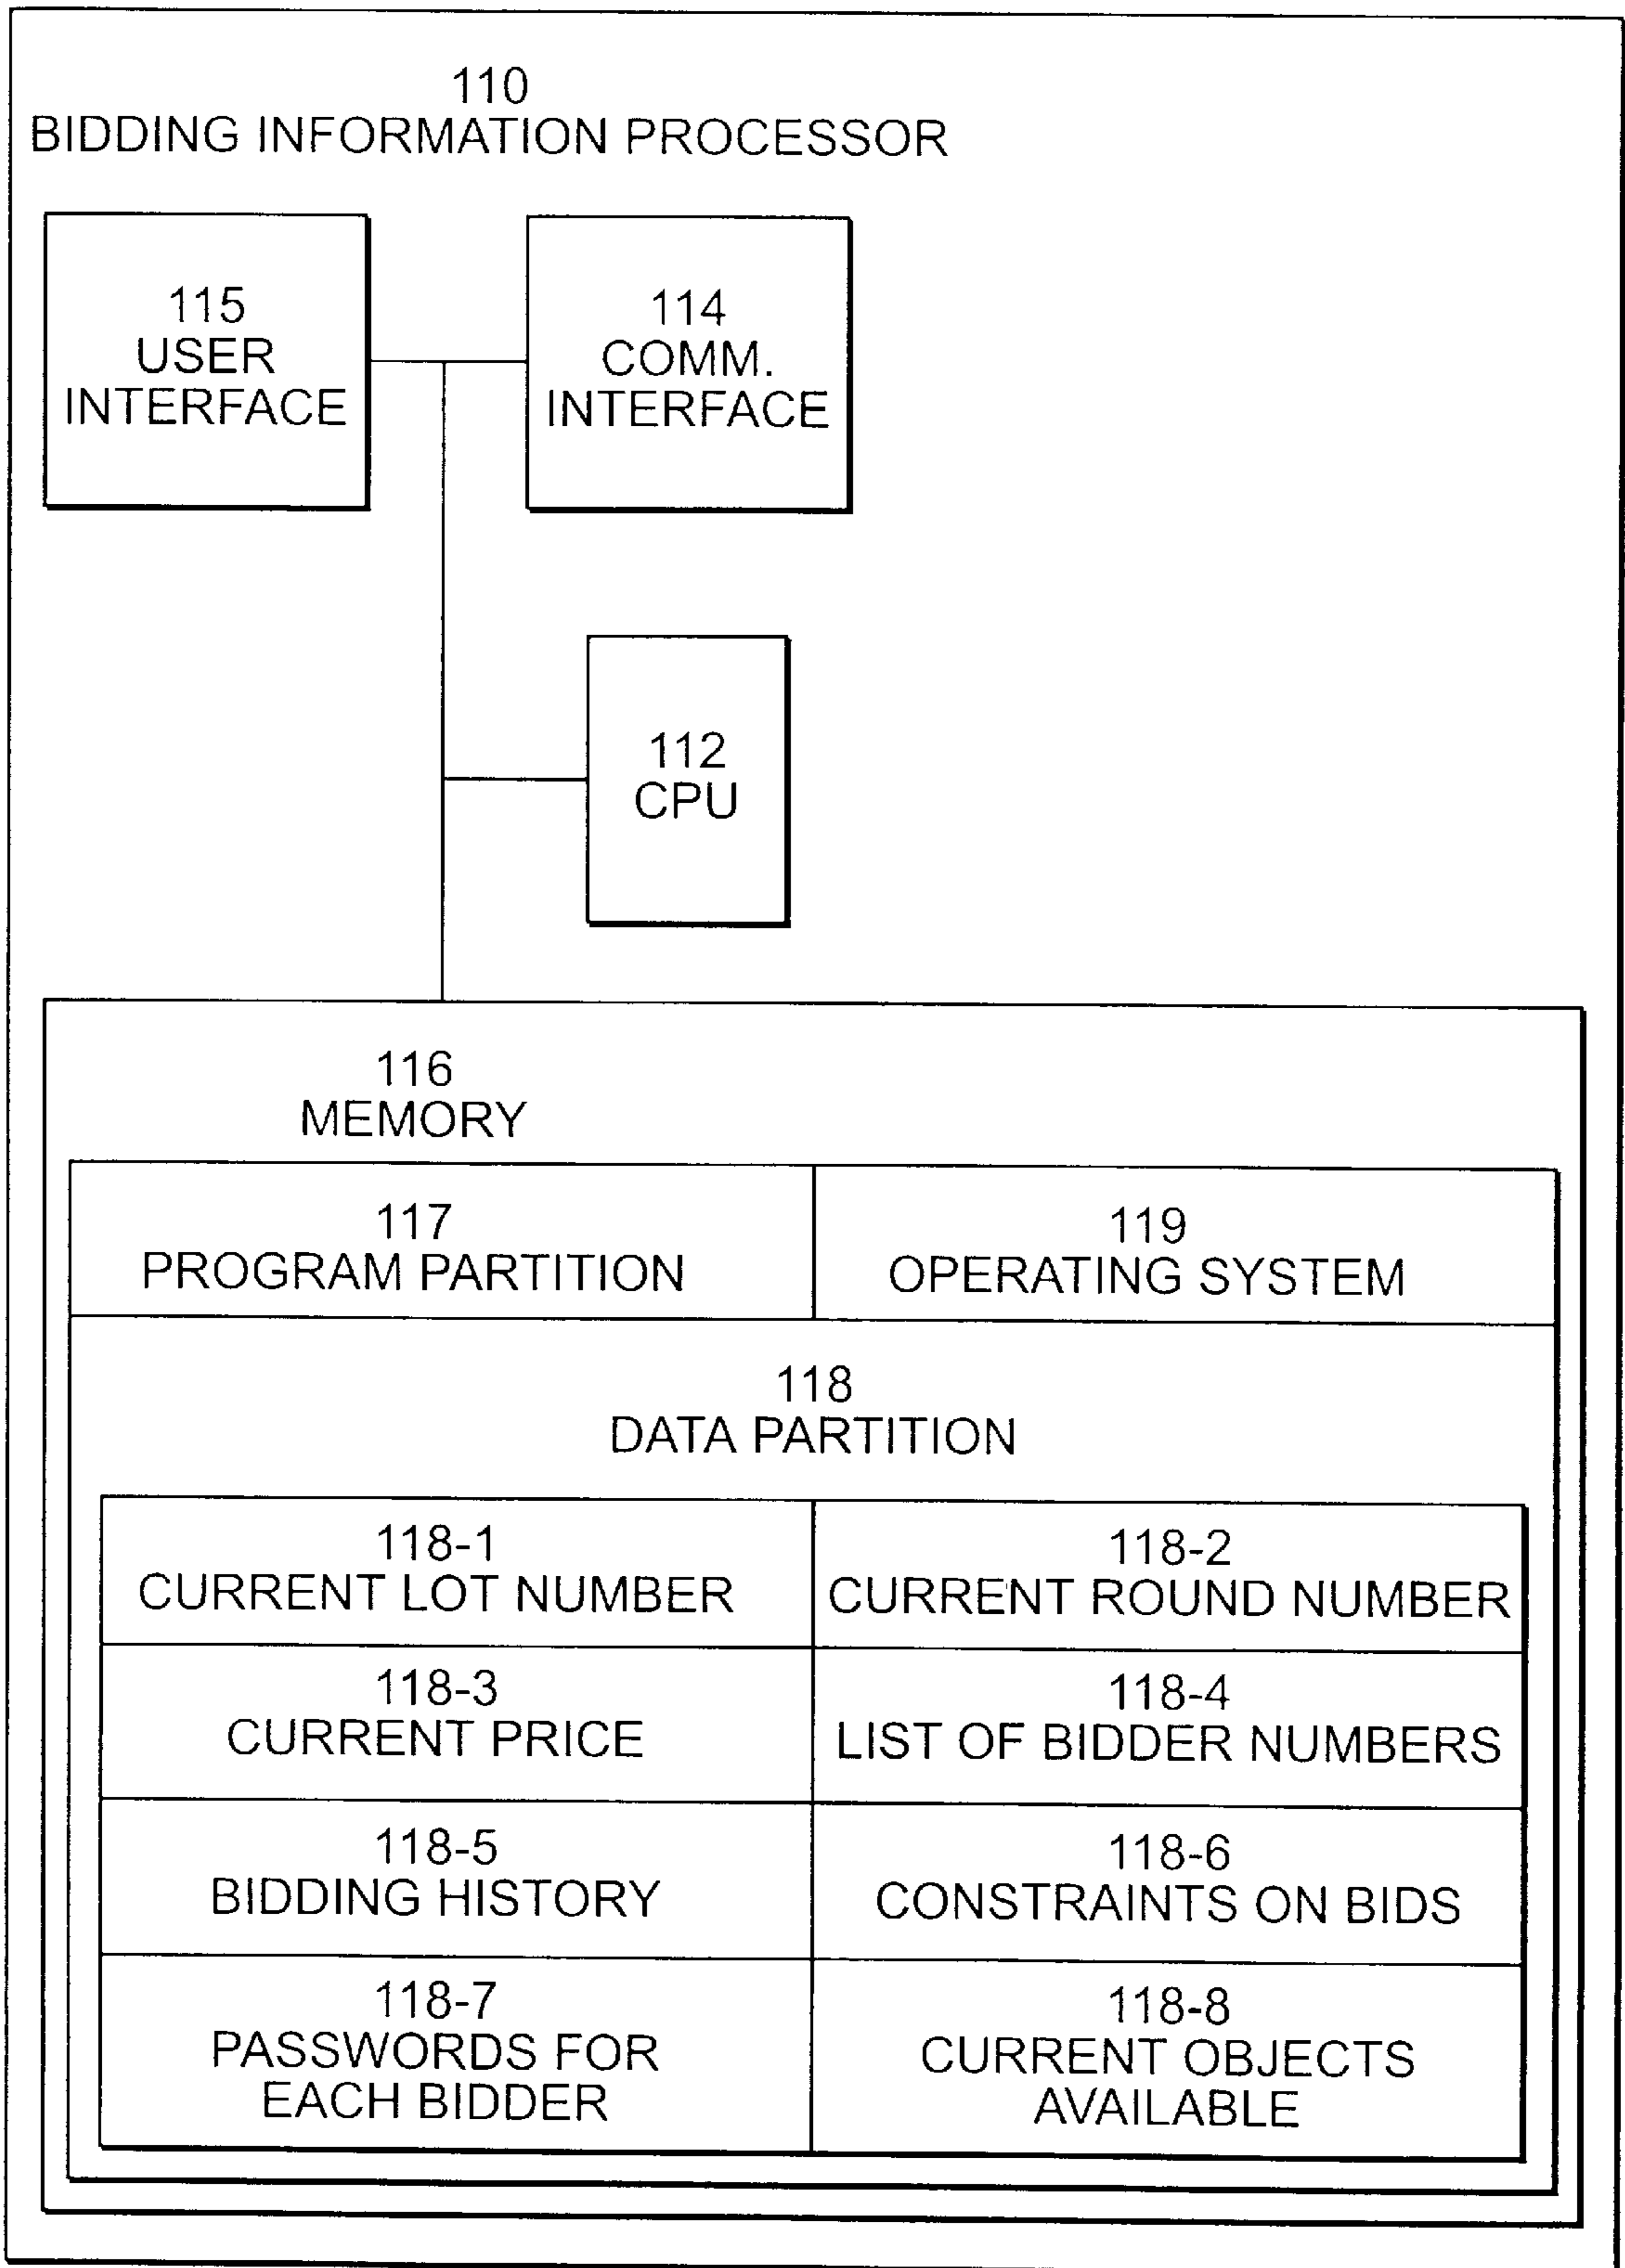 110
BIDDING INFORMATION PROCESSOR
115
USER
INTERFACE
114
COMM.
INTERFACE
112
CPU
116
MEMORY
117
PROGRAM PARTITION
119
OPERATING SYSTEM
118
DATA PARTITION
118-1
CURRENT LOT NUMBER
118-2
CURRENT ROUND NUMBER
118-3
CURRENT PRICE
118-4
LIST OF BIDDER NUMBERS
118-5
BIDDING HISTORY
118-6
CONSTRAINTS ON BIDS
118-7
PASSWORDS FOR
EACH BIDDER
118-8
CURRENT OBJECTS
AVAILABLE